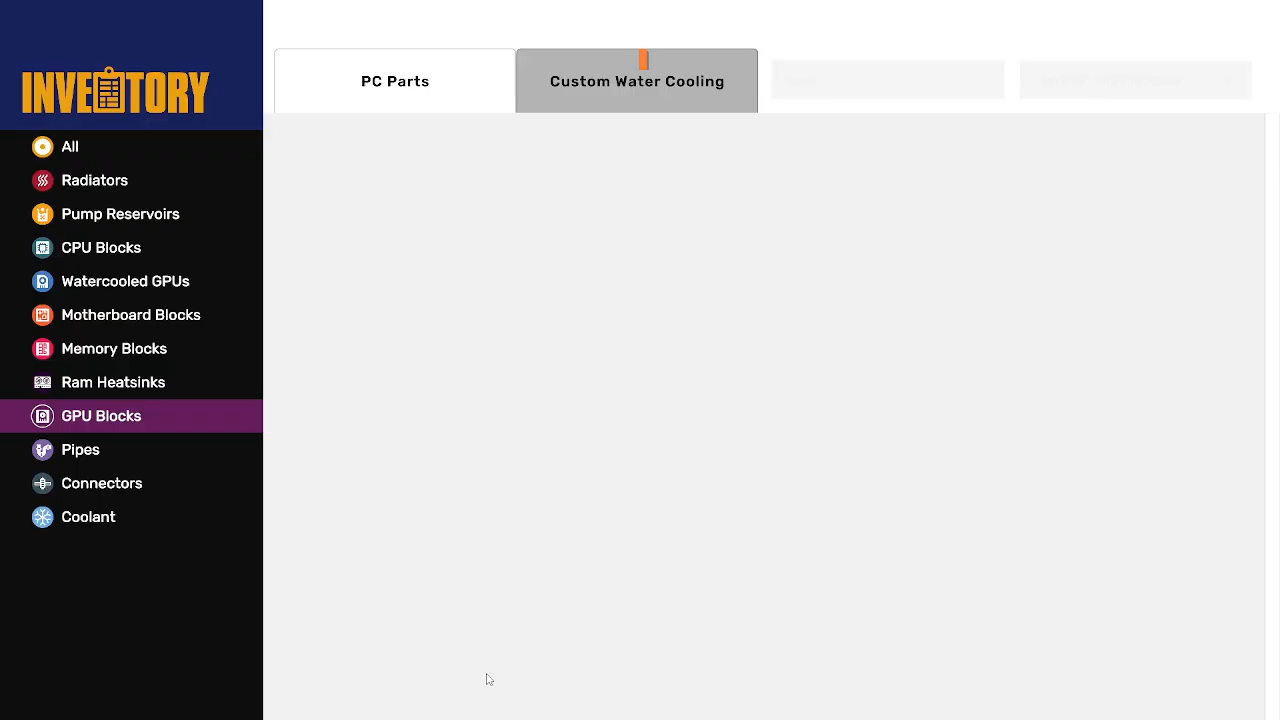 INVENTORY
PC Parts
Custom Water Cooling
All
Radiators
Pump Reservoirs
CPU Blocks
Watercooled GPUs
Motherboard Blocks
Memory Blocks
Ram Heatsinks
GPU Blocks
Pipes
Connectors
Coolant